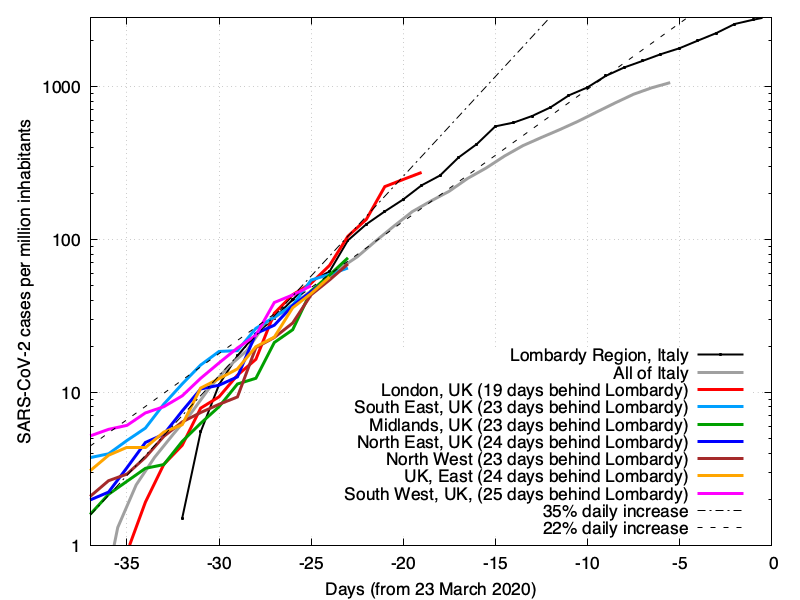 SARS-CoV-2 cases per million inhabitants
1000
100
10
1
Lombardy Region, Italy
All of Italy
London, UK (19 days behind Lombardy)
South East, UK (23 days behind Lombardy)
Midlands, UK (23 days behind Lombardy)
North East, UK (24 days behind Lombardy)
North West (23 days behind Lombardy)
UK, East (24 days behind Lombardy)
South West, UK, (25 days behind Lombardy)
35% daily increase
22% daily increase
-35 -30 -25 -20 -15 -10 -5 0
Days (from 23 March 2020)